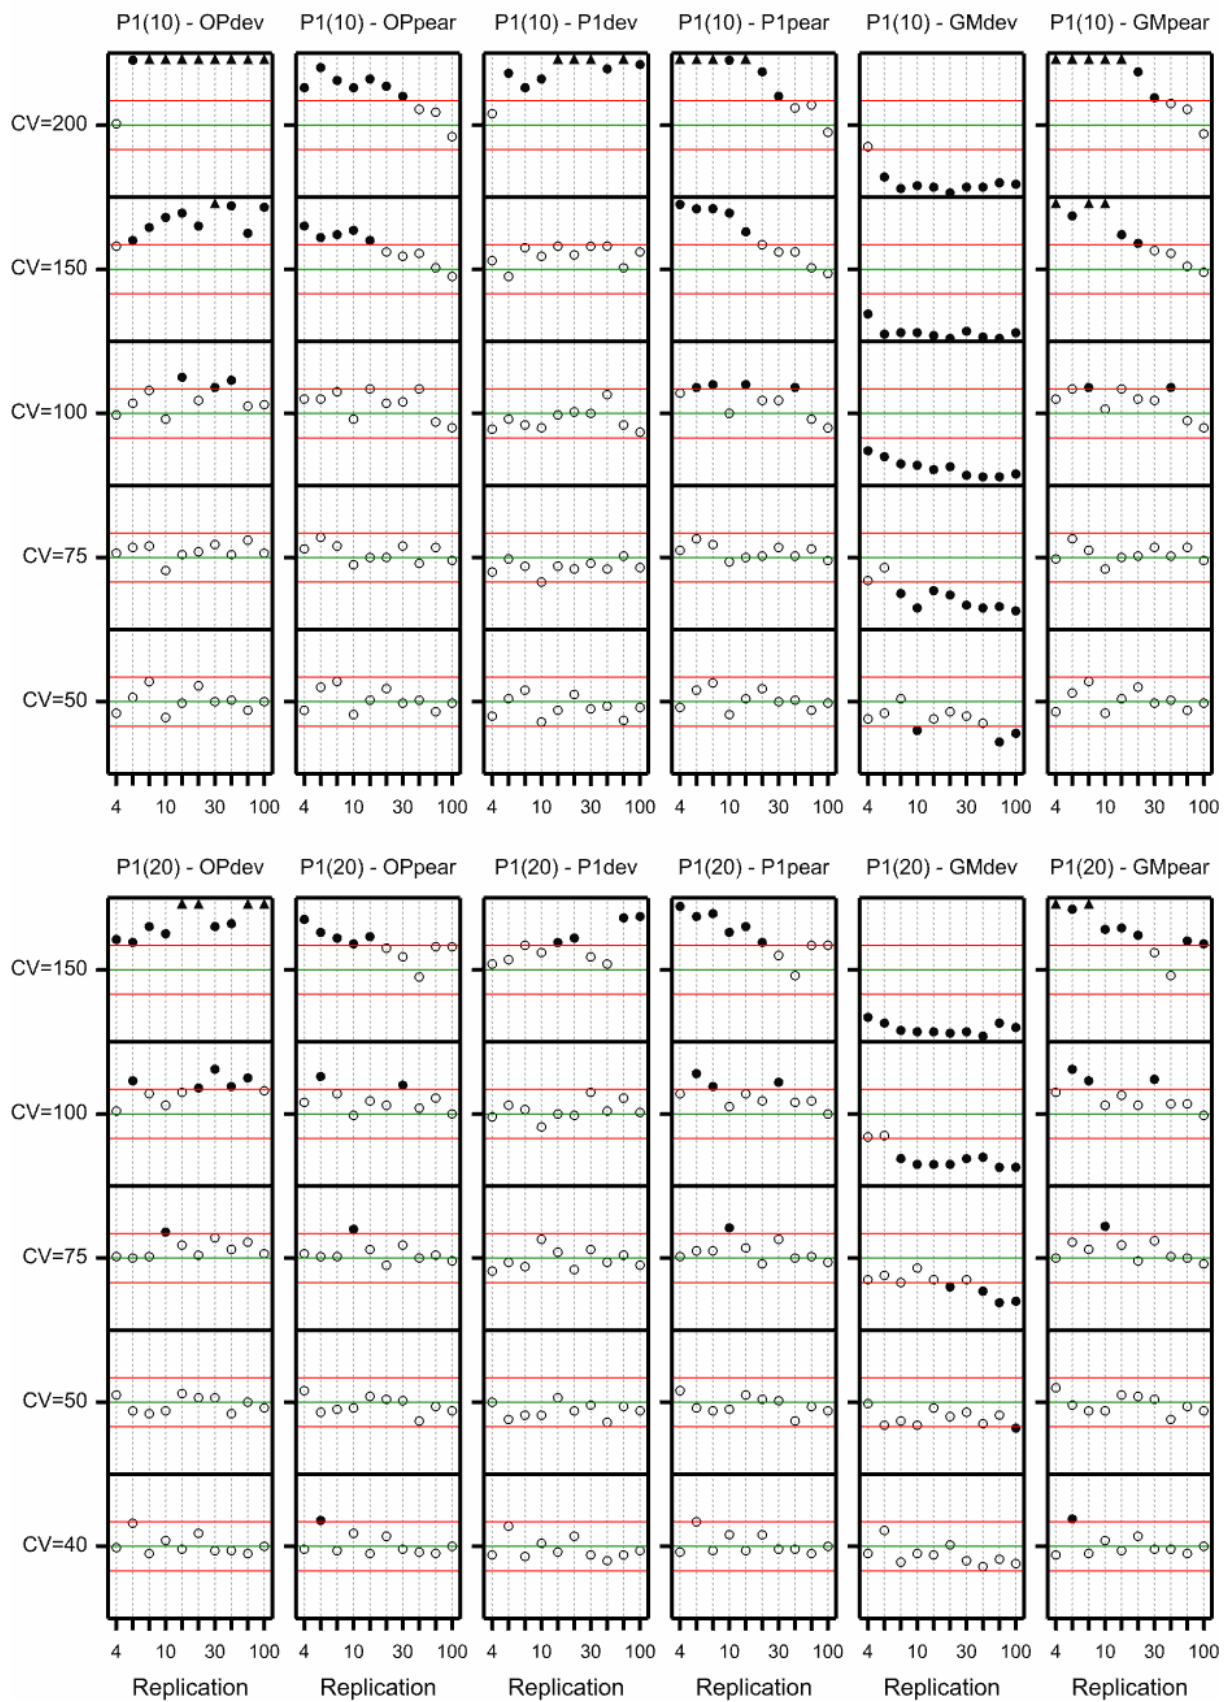 P1(10) - OPdev P1(10) - OPpear P1(10) - P1dev P1(10) - P1pear P1(10) - GMdev P1(10) - GMpear
CV=200
CV=150
CV=100
CV=75
CV=50
4 10 30 100 4 10 30 100 4 10 30 100 4 10 30 100 4 10 30 100 4 10 30 100
P1(20) - OPdev P1(20) - OPpear P1(20) - P1dev P1(20) - P1pear P1(20) - GMdev P1(20) - GMpear
CV=150
CV=100
CV=75
CV=50
CV=40
4 10 30 100 4 10 30 100 4 10 30 100 4 10 30 100 4 10 30 100 4 10 30 100
Replication Replication Replication Replication Replication Replication